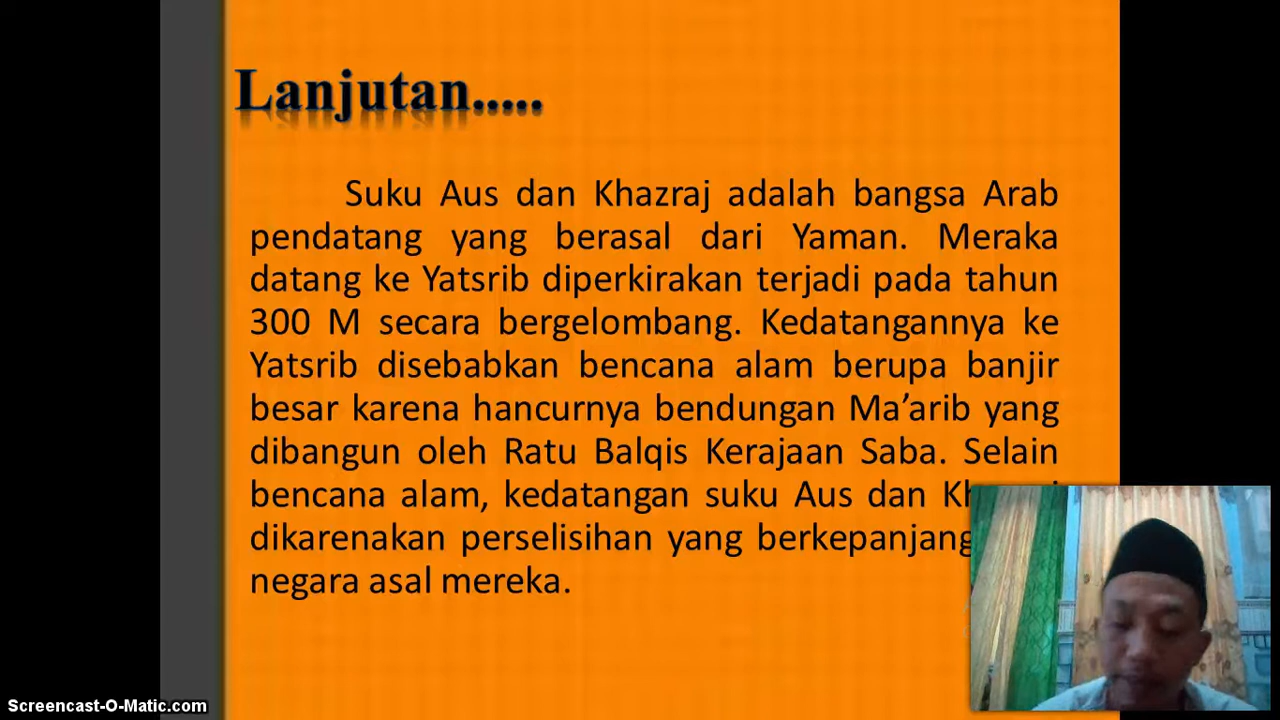 Lanjutan.....
Suku Aus dan Khazraj adalah bangsa Arab
pendatang yang berasal dari Yaman. Meraka
datang ke Yatsrib diperkirakan terjadi pada tahun
300 M secara bergelombang. Kedatangannya ke
Yatsrib disebabkan bencana alam berupa banjir
besar karena hancurnya bendungan Ma’arib yang
dibangun oleh Ratu Balqis Kerajaan Saba. Selain
bencana alam, kedatangan suku Aus dan
dikarenakan perselisihan yang
negara asal mereka.
Screencast-O-Matic.com